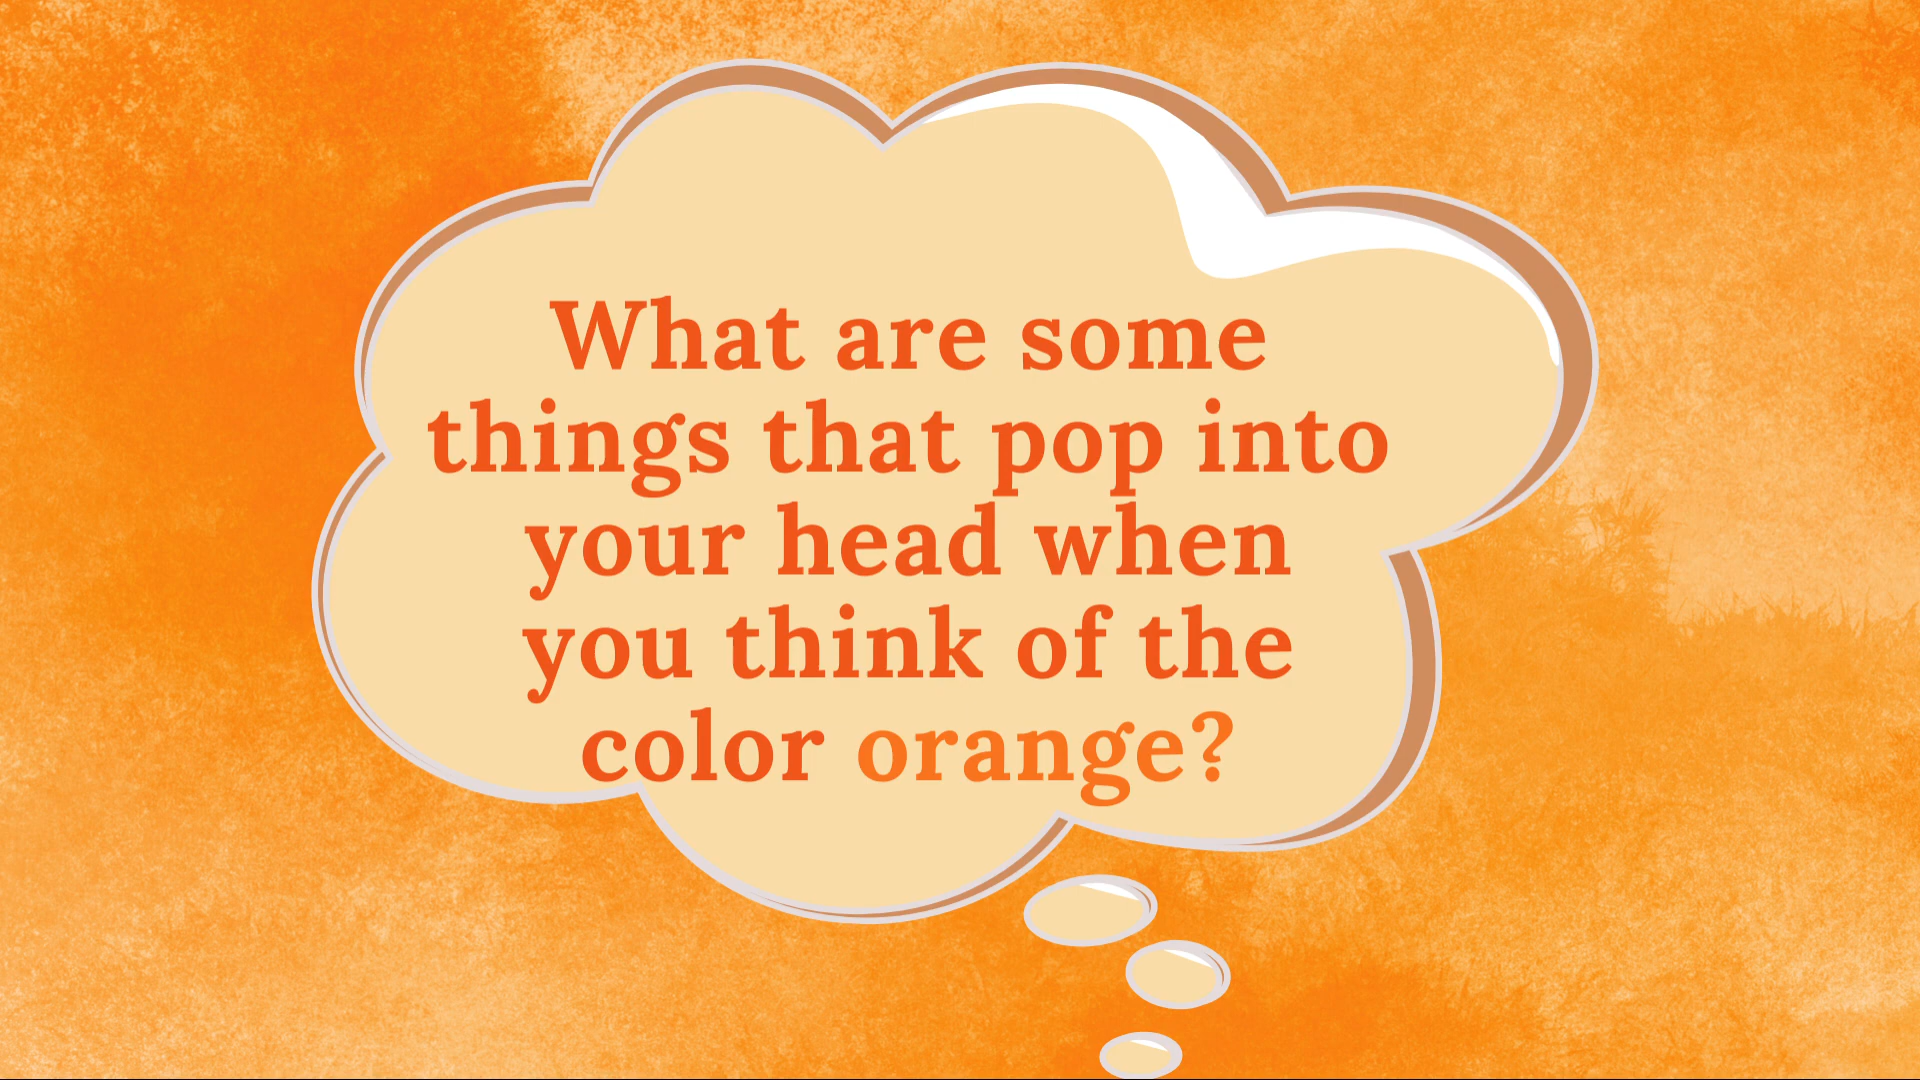 What are some
things that pop into
your head when
you think of the
color orange?